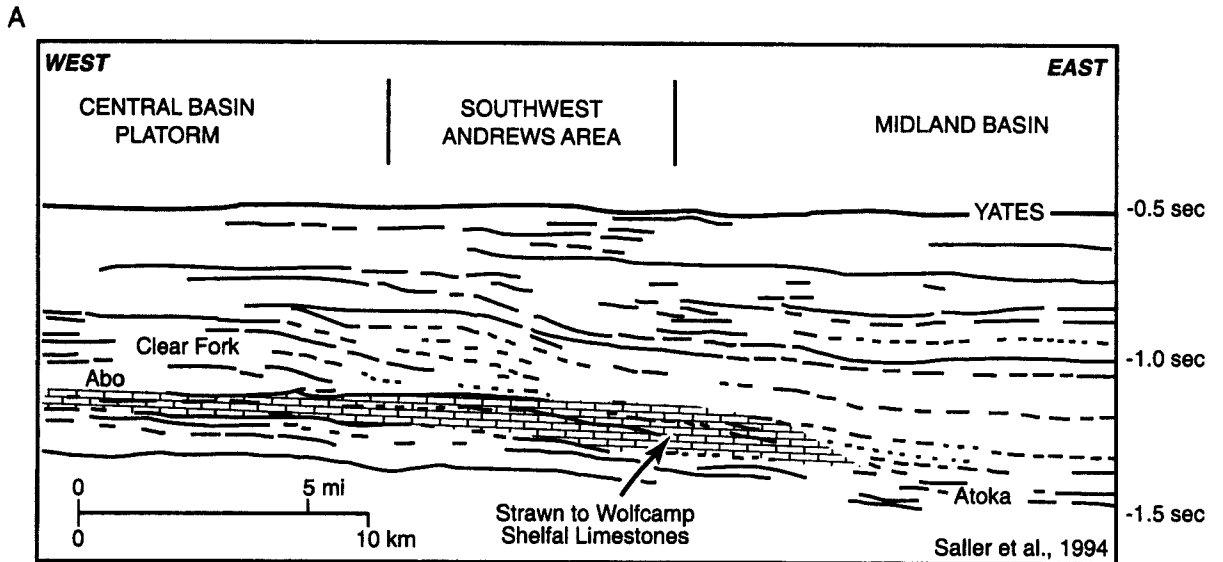 A
WEST
EAST
CENTRAL BASIN
PLATORM
SOUTHWEST
ANDREWS AREA
MIDLAND BASIN
YATES
-0.5 sec
Clear Fork
-1.0 sec
Abo
0
5 mi
0
10 km
Strawn to Wolfcamp
Shelfal Limestones
Atoka
-1.5 sec
Saller et al., 1994